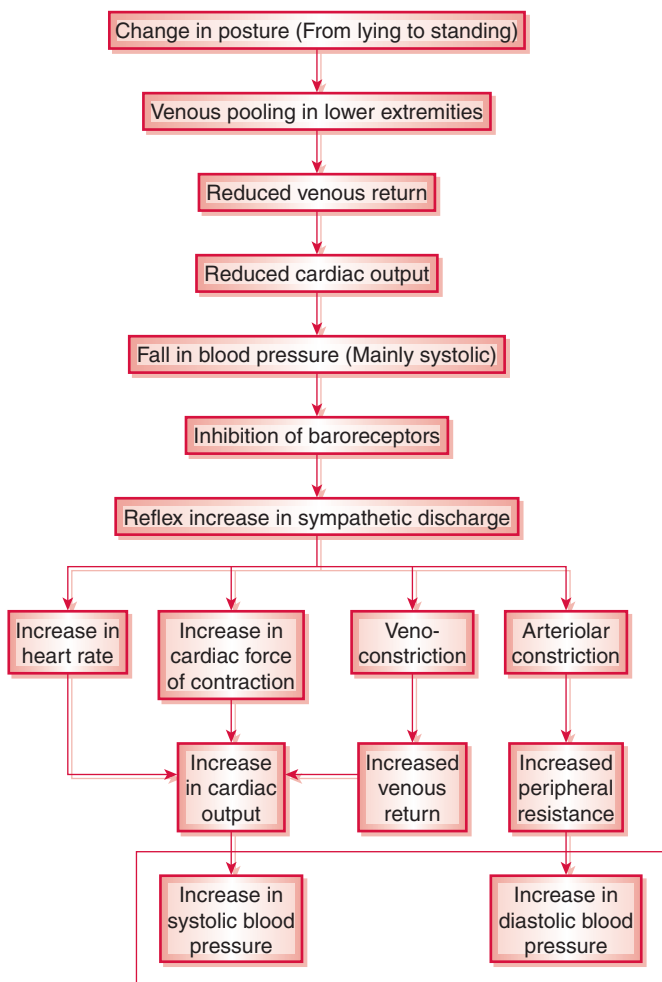 Change in posture (From lying to standing)
Venous pooling in lower extremities
Reduced venous return
Reduced cardiac output
Fall in blood pressure (Mainly systolic)
Inhibition of baroreceptors
Reflex increase in sympathetic discharge
Increase in
heart rate
Increase in
cardiac force
of contraction
Veno-
constriction
Arteriolar
constriction
Increase
in cardiac
output
Increased
venous
return
Increased
peripheral
resistance
Increase in
systolic blood
pressure
Increase in
diastolic blood
pressure